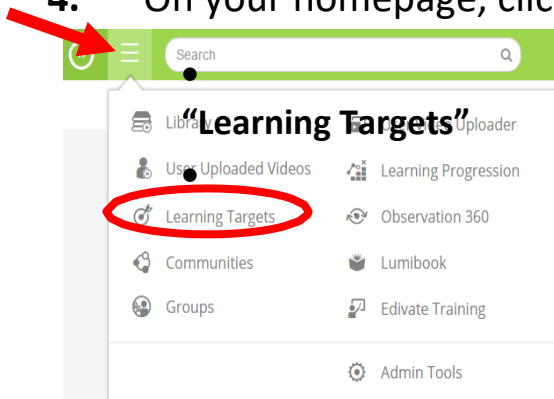 4. On your homepage, clic
Search
•
"Learning Targets"
Library Uploader
•
User Uploaded Videos Learning Progression
Learning Targets Observation 360
Communities Lumibook
Groups Edivate Training
Admin Tools